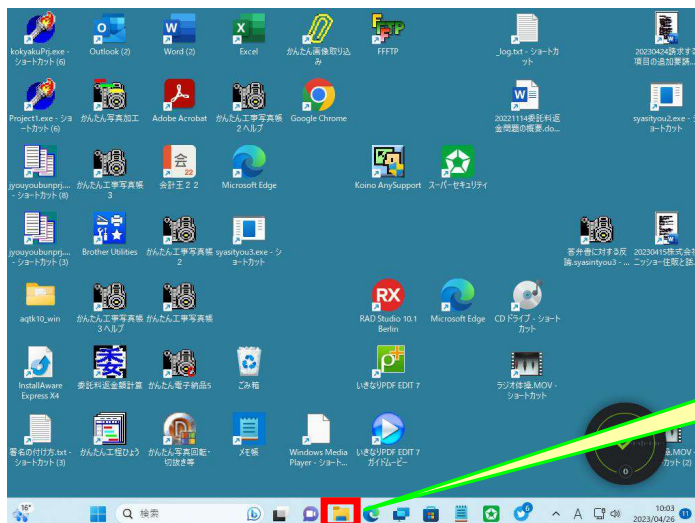 kokyakuPrj.exe -
ショートカット (6)
Outlook (2)
Word (2)
Excel
かんたん画像取り込
み
FFFTP
_log.txt - ショートカ
ット
20230424請求する
項目の追加要請...
Project1.exe - ショ
ートカット (6)
かんたん写真加工
Adobe Acrobat
かんたん工事写真帳
2 ヘルプ
Google Chrome
20221114委託料返
金問題の概要.do...
syasityou2.exe - シ
ョートカット
jyouyoubunprj....
- ショートカット (8)
かんたん工事写真帳
3
会計王２２
Microsoft Edge
Koino AnySupport
スーパーセキュリティ
jyouyoubunprj....
- ショートカット (3)
Brother Utilities
かんたん工事写真帳
2
syasityou3.exe - シ
ョートカット
答弁書に対する反
論.syasintyou3 - ...
20230415株式会社
ニッショー住販と話...
aqtk10_win
かんたん工事写真帳
3 ヘルプ
かんたん工事写真帳
RAD Studio 10.1
Berlin
Microsoft Edge
CD ドライブ - ショート
カット
InstallAware
Express X4
委託料返金額計算
かんたん電子納品5
ごみ箱
いきなりPDF EDIT 7
ラジオ体操.MOV -
ショートカット
署名の付け方.txt -
ショートカット (3)
かんたん工程ひょう
かんたん写真回転・
切抜き等
メモ帳
Windows Media
Player - ショート...
いきなりPDF EDIT 7
ガイドムービー
0
16°
検索
A
10:03
2023/04/26